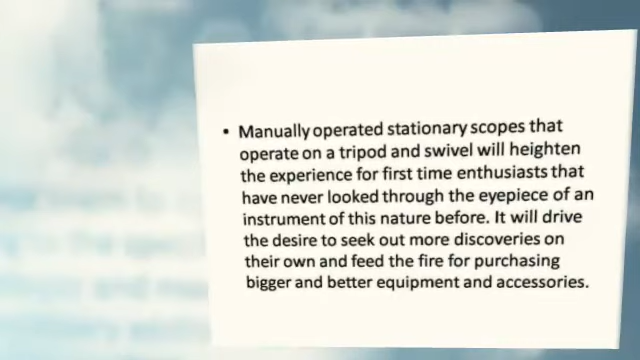 • Manually operated stationary scopes that
operate on a tripod and swivel will heighten
the experience for first time enthusiasts that
have never looked through the eyepiece of an
instrument of this nature before. It will drive
the desire to seek out more discoveries on
their own and feed the fire for purchasing
bigger and better equipment and accessories.